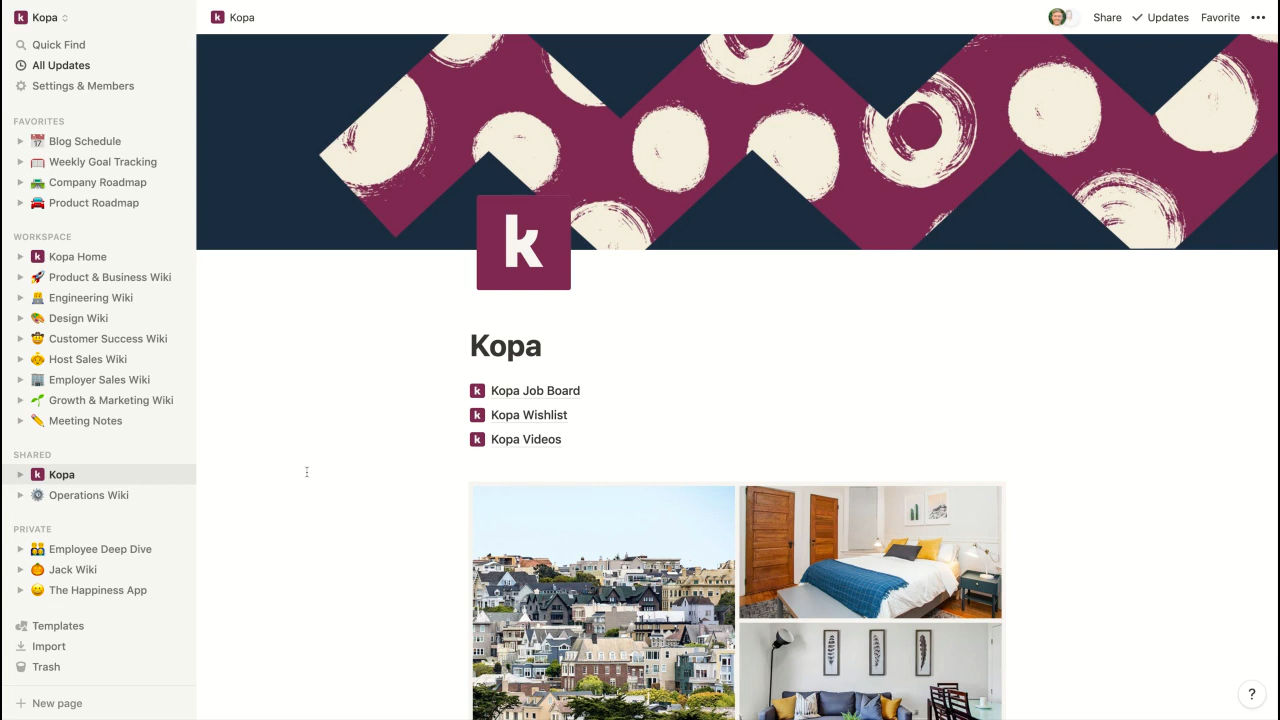 k Kopa
Quick Find
All Updates
Settings & Members
FAVORITES
Blog Schedule
Weekly Goal Tracking
Company Roadmap
Product Roadmap
WORKSPACE
k Kopa Home
Product & Business Wiki
Engineering Wiki
Design Wiki
Customer Success Wiki
Host Sales Wiki
Employer Sales Wiki
Growth & Marketing Wiki
Meeting Notes
SHARED
k Kopa
Operations Wiki
PRIVATE
Employee Deep Dive
Jack Wiki
The Happiness App
Templates
Import
Trash
+ New page
k Kopa
Share ✓ Updates Favorite •••
k
Kopa
k Kopa Job Board
k Kopa Wishlist
k Kopa Videos
?